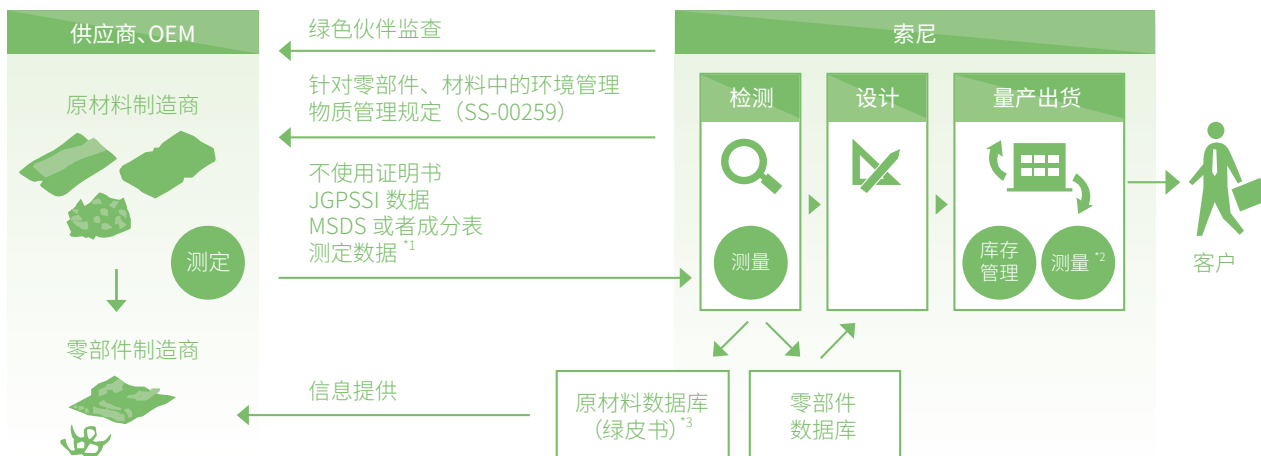 供应商、OEM
原材料制造商
测定
零部件制造商
绿色伙伴监查
针对零部件、材料中的环境管理
物质管理规定（SS-00259）
不使用证明书
JGPSSI 数据
MSDS 或者成分表
测定数据 *1
信息提供
索尼
检测
测量
设计
量产出货
库存
管理
测量 *2
客户
原材料数据库
（绿皮书）*3
零部件
数据库